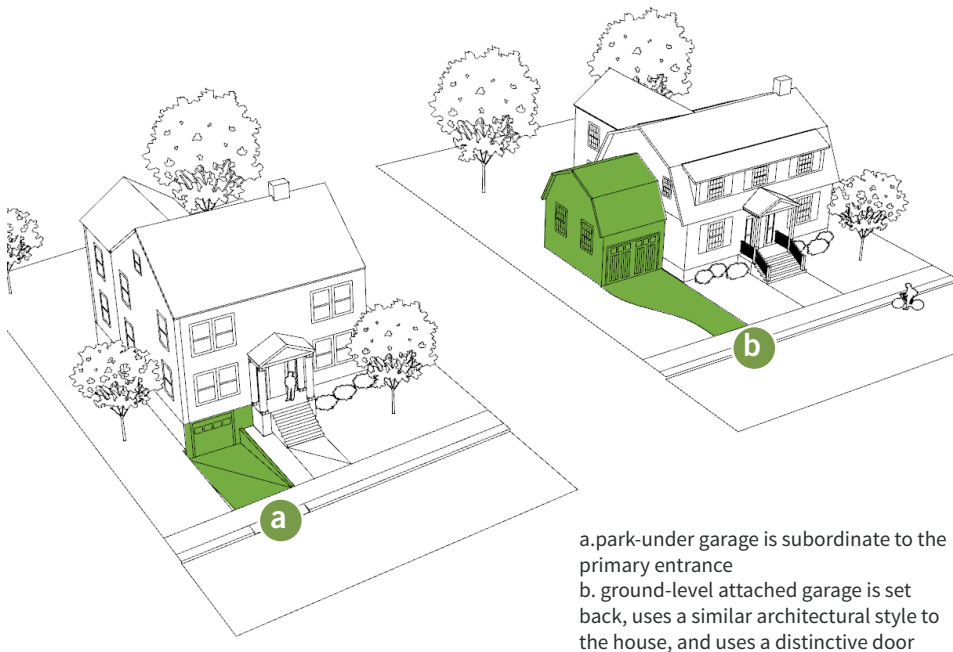 b
a
a.park-under garage is subordinate to the
primary entrance
b. ground-level attached garage is set
back, uses a similar architectural style to
the house, and uses a distinctive door